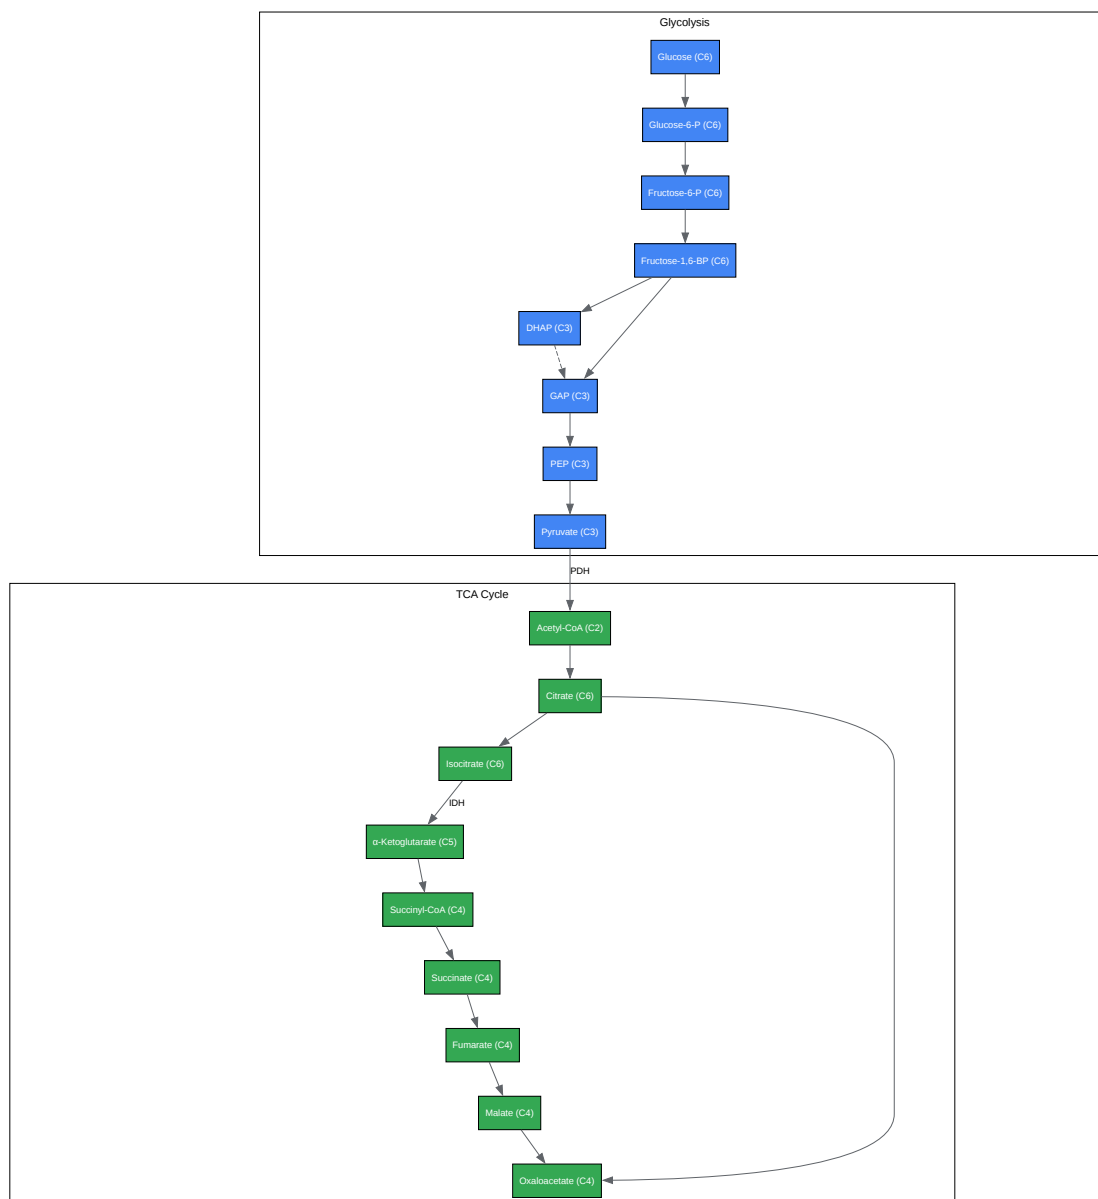 Glycolysis
Glucose (C6)
Glucose-6-P (C6)
Fructose-6-P (C6)
Fructose-1,6-BP (C6)
DHAP (C3)
GAP (C3)
PEP (C3)
Pyruvate (C3)
PDH
TCA Cycle
Acetyl-CoA (C2)
Citrate (C6)
Isocitrate (C6)
IDH
α-Ketoglutarate (C5)
Succinyl-CoA (C4)
Succinate (C4)
Fumarate (C4)
Malate (C4)
Oxaloacetate (C4)